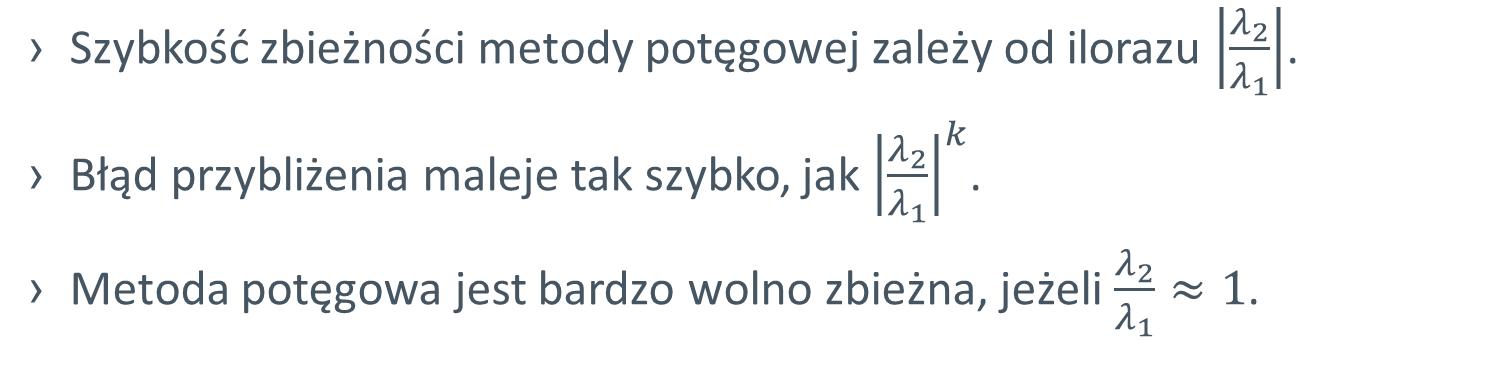 › Szybkość zbieżności metody potęgowej zależy od ilorazu |λ₂/λ₁|.
› Błąd przybliżenia maleje tak szybko, jak |λ₂/λ₁|ᵏ.
› Metoda potęgowa jest bardzo wolno zbieżna, jeżeli λ₂/λ₁ ≈ 1.